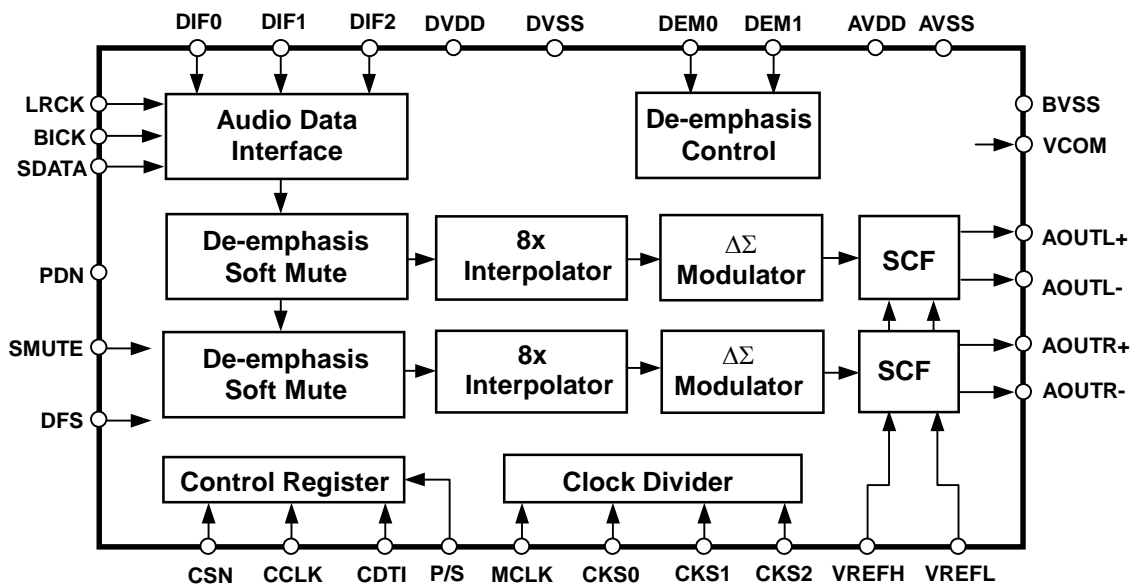 DIF0 DIF1 DIF2 DVDD DVSS DEM0 DEM1 AVDD AVSS
LRCK
BICK
SDATA
Audio Data
Interface
De-emphasis
Control
BVSS
VCOM
PDN
De-emphasis
Soft Mute
8x
Interpolator
ΔΣ
Modulator
SCF
AOUTL+
AOUTL-
SMUTE
DFS
De-emphasis
Soft Mute
8x
Interpolator
ΔΣ
Modulator
SCF
AOUTR+
AOUTR-
Control Register
Clock Divider
CSN CCLK CDTI P/S MCLK CKS0 CKS1 CKS2 VREFH VREFL